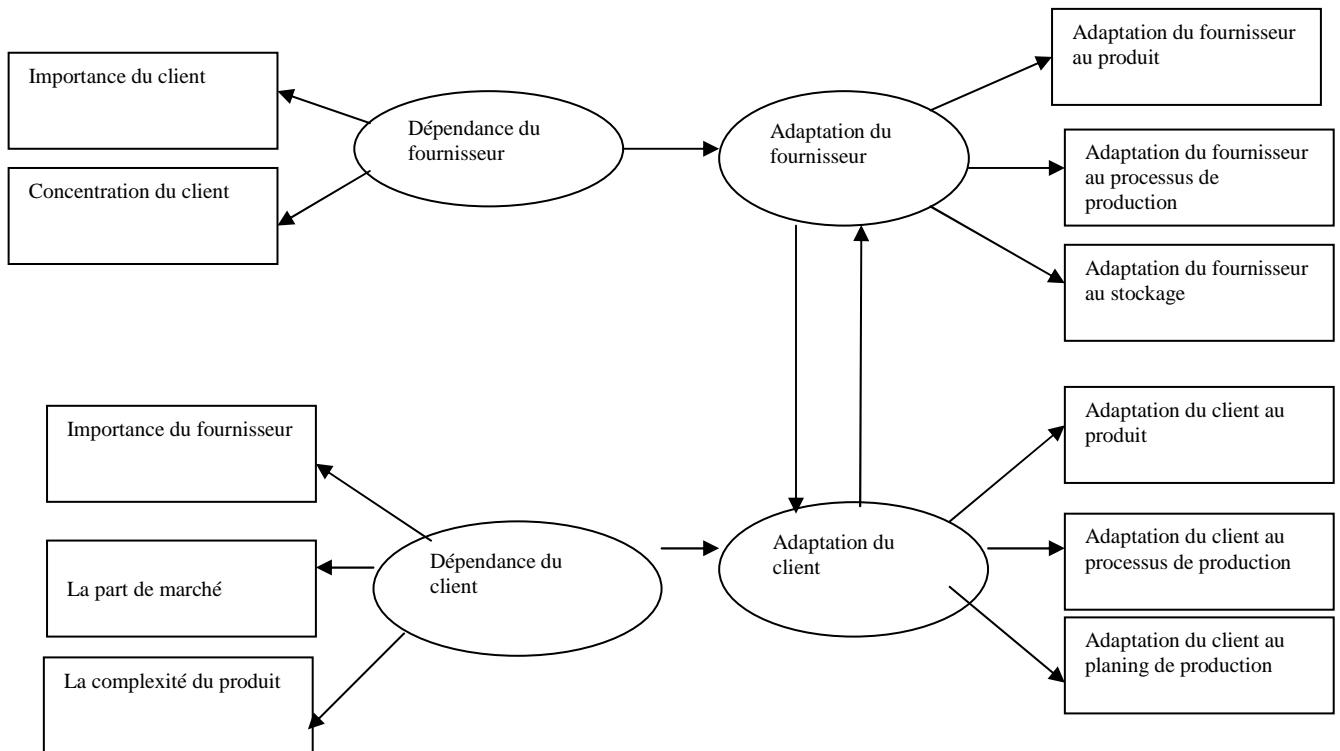 Importance du client
Concentration du client
Dépendance du
fournisseur
Adaptation du
fournisseur
Adaptation du fournisseur
au produit
Adaptation du fournisseur
au processus de
production
Adaptation du fournisseur
au stockage
Importance du fournisseur
La part de marché
La complexité du produit
Dépendance du
client
Adaptation du
client
Adaptation du client au
produit
Adaptation du client au
processus de production
Adaptation du client au
planing de production